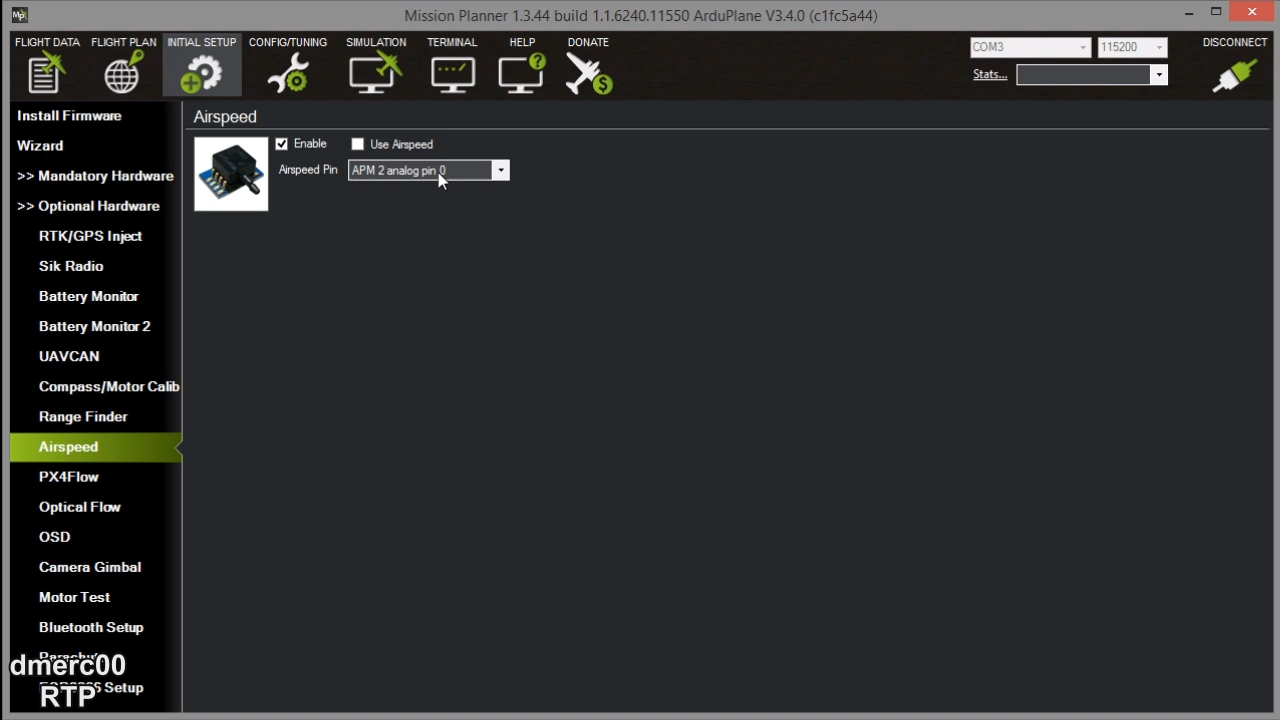 Mp
Mission Planner 1.3.44 build 1.1.6240.11550 ArduPlane V3.4.0 (c1fc5a44)
FLIGHT DATA FLIGHT PLAN INITIAL SETUP CONFIG/TUNING SIMULATION TERMINAL HELP DONATE
COM3 115200 DISCONNECT
Stats...
Install Firmware
Wizard
>> Mandatory Hardware
>> Optional Hardware
RTK/GPS Inject
Sik Radio
Battery Monitor
Battery Monitor 2
UAVCAN
Compass/Motor Calib
Range Finder
Airspeed
PX4Flow
Optical Flow
OSD
Camera Gimbal
Motor Test
Bluetooth Setup
Setup
dmerc00
RTP
Airspeed
Enable Use Airspeed
Airspeed Pin APM 2 analog pin 0